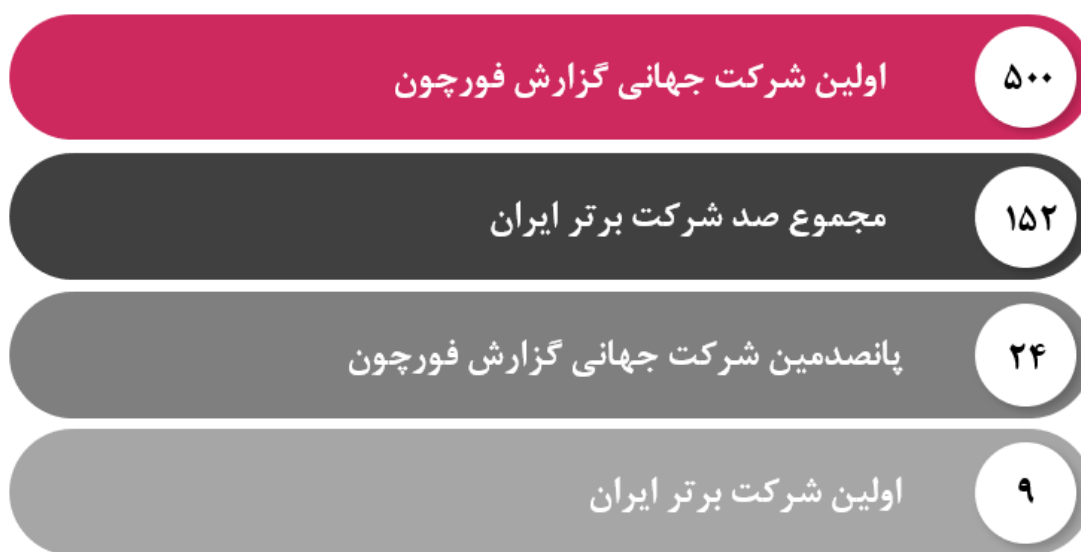 ۵۰۰ اولین شرکت جهانی گزارش فورچون
۱۵۲ مجموع صد شرکت برتر ایران
۲۴ پانصدمین شرکت جهانی گزارش فورچون
۹ اولین شرکت برتر ایران